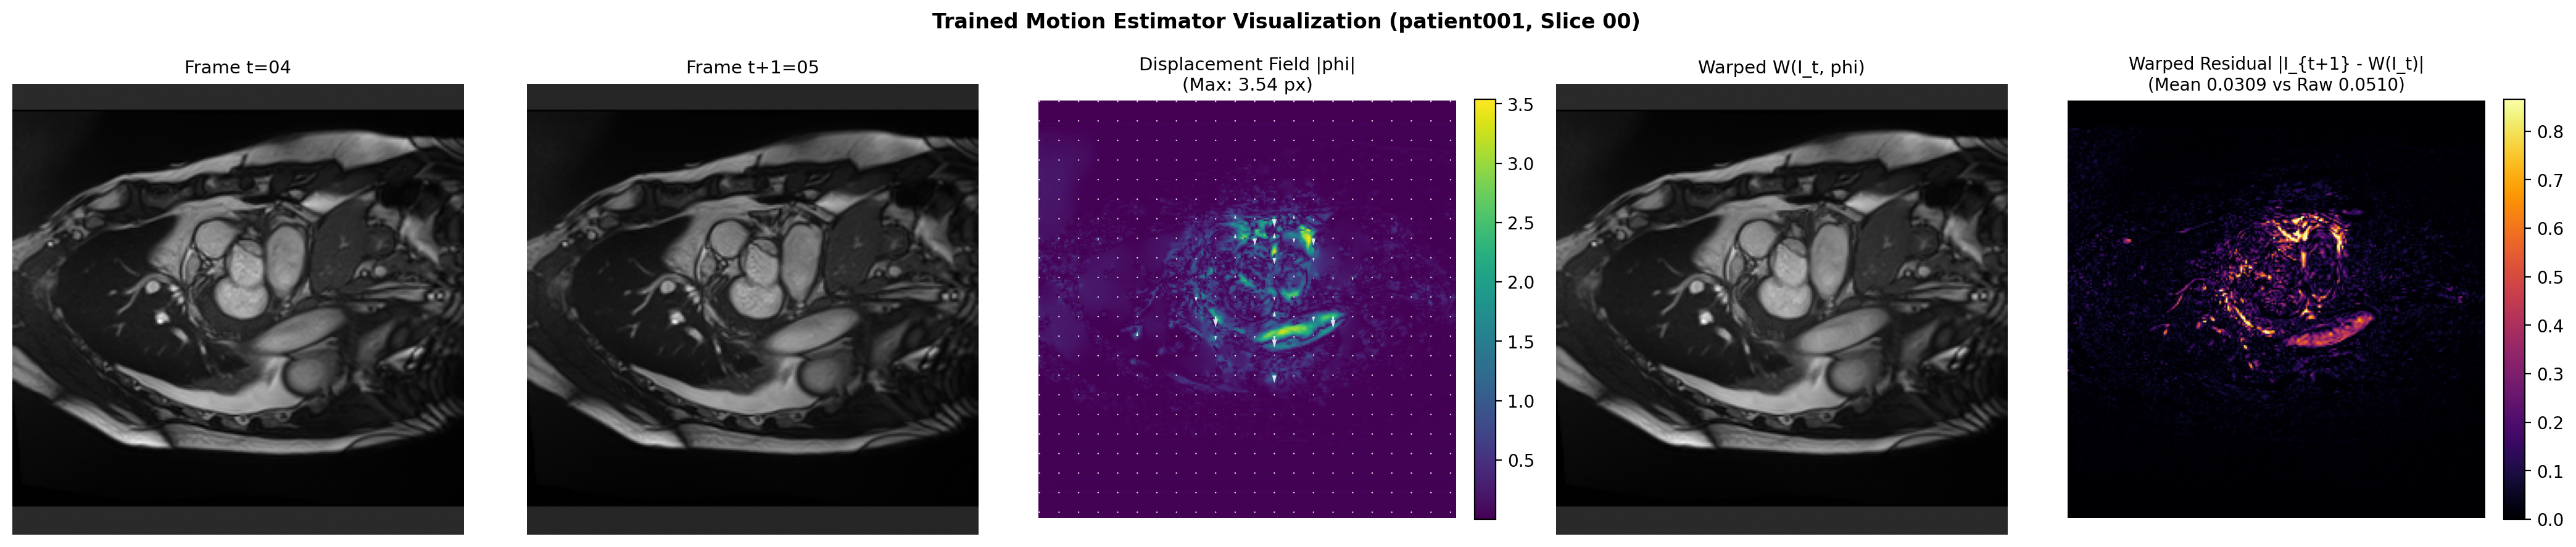 Trained Motion Estimator Visualization (patient001, Slice 00)
Frame t=04
Frame t+1=05
Displacement Field |phi|
(Max: 3.54 px)
3.5
3.0
2.5
2.0
1.5
1.0
0.5
Warped W(I_t, phi)
Warped Residual |I_{t+1} - W(I_t)|
(Mean 0.0309 vs Raw 0.0510)
0.8
0.7
0.6
0.5
0.4
0.3
0.2
0.1
0.0